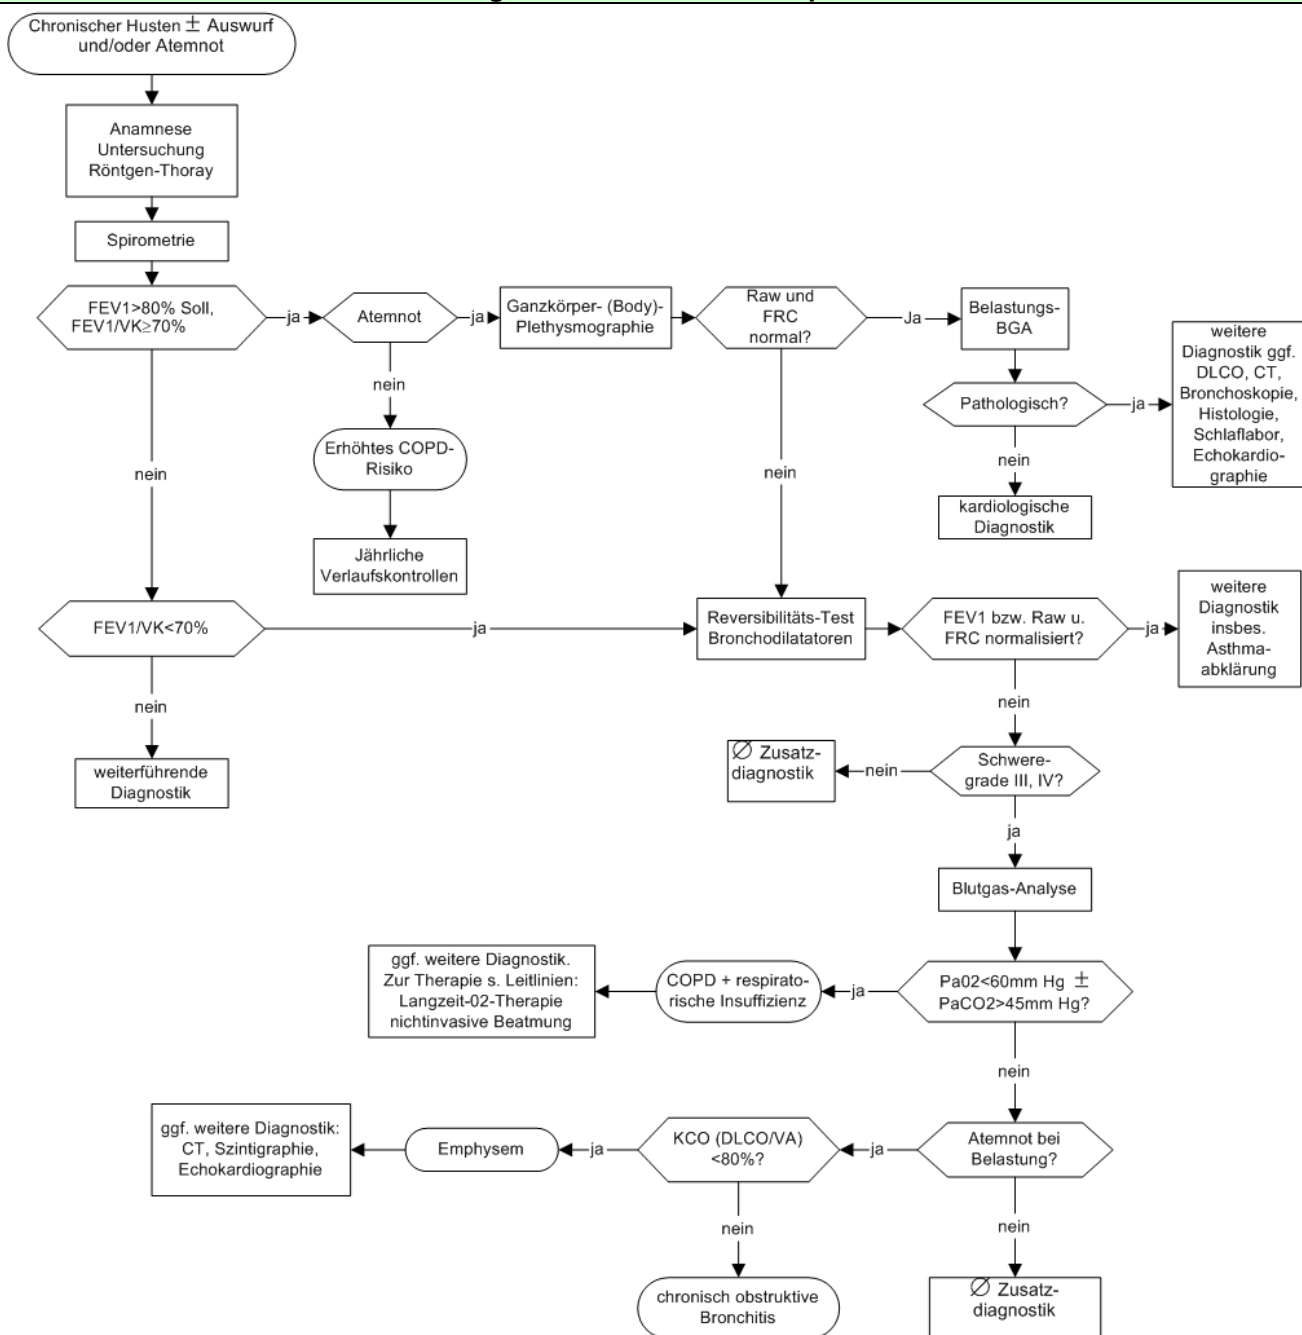 Chronischer Husten ± Auswurf
und/oder Atemnot
Anamnese
Untersuchung
Röntgen-Thoray
Spirometrie
FEV1>80% Soll,
FEV1/VK≥70%
ja
Atemnot
ja
Ganzkörper- (Body)-
Plethysmographie
Raw und
FRC
normal?
Ja
Belastungs-
BGA
Pathologisch?
ja
weitere
Diagnostik ggf.
DLCO, CT,
Bronchoskopie,
Histologie,
Schlaflabor,
Echokardio-
graphie
nein
kardiologische
Diagnostik
nein
Erhöhtes COPD-
Risiko
Jährliche
Verlaufskontrollen
nein
nein
FEV1/VK<70%
ja
Reversibilitäts-Test
Bronchodilatatoren
FEV1 bzw. Raw u.
FRC normalisiert?
ja
weitere
Diagnostik
insbes.
Asthma-
abklärung
nein
weiterführende
Diagnostik
nein
Schwere-
grade III, IV?
nein
∅ Zusatz-
diagnostik
ja
Blutgas-Analyse
Pa02<60mm Hg ±
PaCO2>45mm Hg?
ja
COPD + respirato-
rische Insuffizienz
ggf. weitere Diagnostik.
Zur Therapie s. Leitlinien:
Langzeit-02-Therapie
nichtinvasive Beatmung
nein
Atemnot bei
Belastung?
ja
KCO (DLCO/VA)
<80%?
ja
Emphysem
ggf. weitere Diagnostik:
CT, Szintigraphie,
Echokardiographie
nein
chronisch obstruktive
Bronchitis
nein
∅ Zusatz-
diagnostik